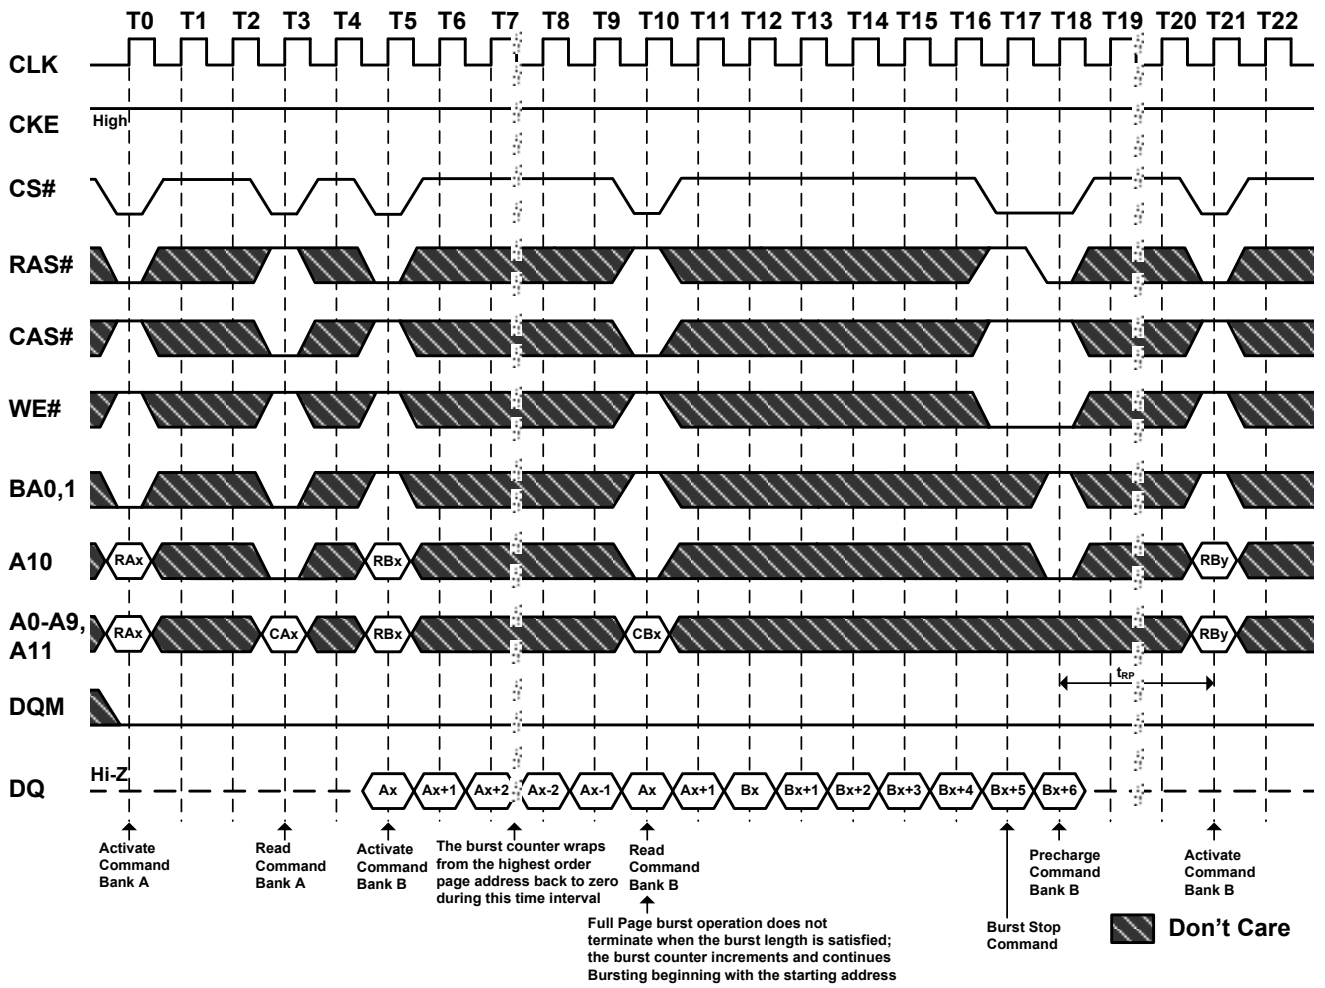 T0 T1 T2 T3 T4 T5 T6 T7 T8 T9 T10 T11 T12 T13 T14 T15 T16 T17 T18 T19 T20 T21 T22
CLK
CKE High
CS#
RAS#
CAS#
WE#
BA0,1
A10 RAx RBx RBy
A0-A9,
A11
RAx CAx RBx CBx RBy
tRP
DQM
DQ Hi-Z Ax Ax+1 Ax+2 Ax-2 Ax-1 Ax Ax+1 Bx Bx+1 Bx+2 Bx+3 Bx+4 Bx+5 Bx+6
Activate
Command
Bank A
Read
Command
Bank A
Activate
Command
Bank B
The burst counter wraps
from the highest order
page address back to zero
during this time interval
Read
Command
Bank B
Full Page burst operation does not
terminate when the burst length is satisfied;
the burst counter increments and continues
Bursting beginning with the starting address
Burst Stop
Command
Precharge
Command
Bank B
Activate
Command
Bank B
Don't Care